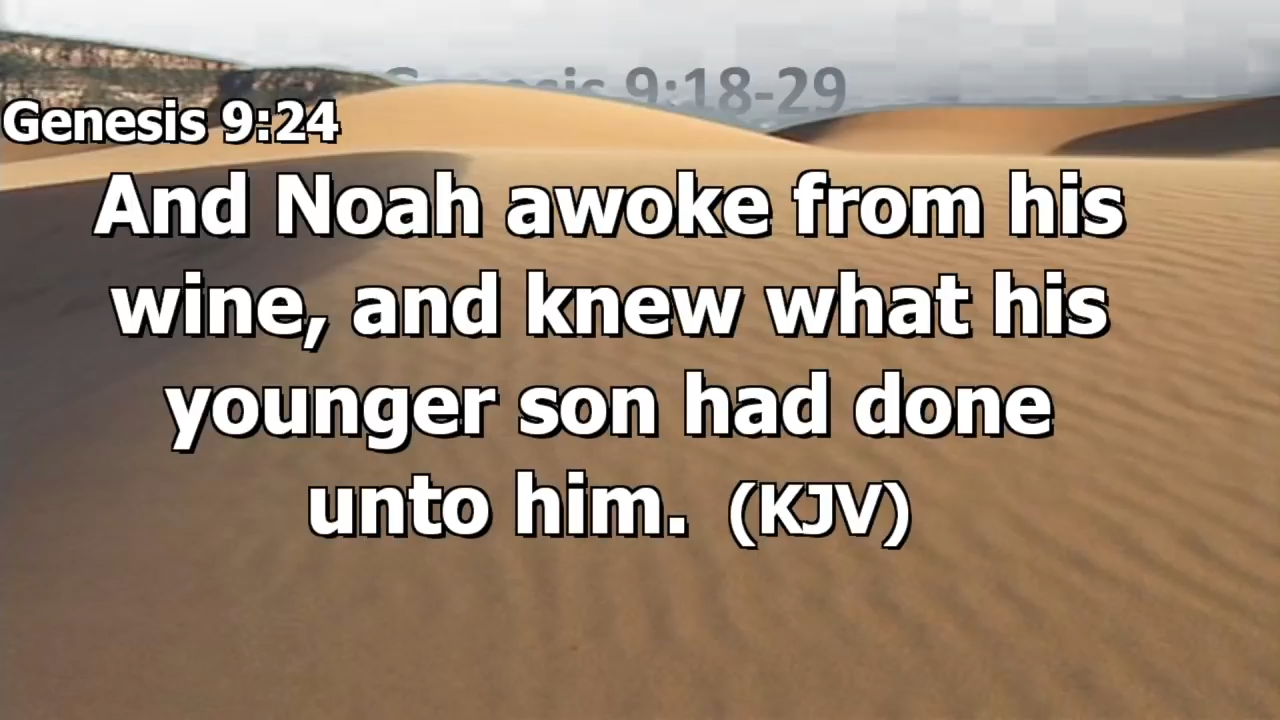 Genesis 9:18-29
Genesis 9:24
And Noah awoke from his
wine, and knew what his
younger son had done
unto him. (KJV)